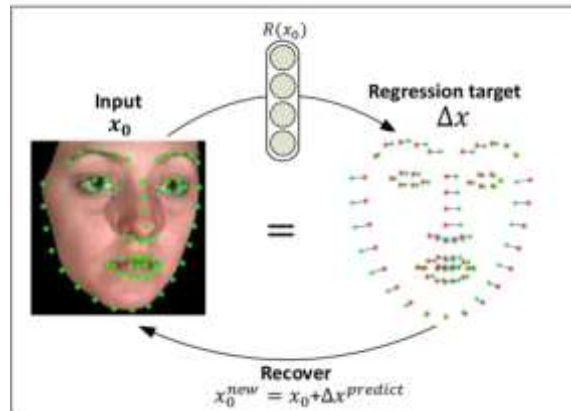 R(x₀)
Input
x₀
Regression target
Δx
=
Recover
x₀ⁿᵉʷ = x₀+Δxᵖʳᵉᵈⁱᶜᵗ